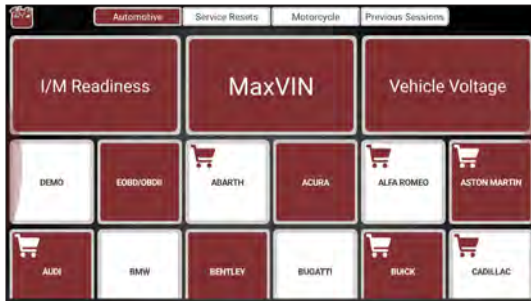 Automotive Service Resets Motorcycle Previous Sessions
I/M Readiness MaxVIN Vehicle Voltage
DEMO EOBD/OBDII ABARTH ACURA ALFA ROMEO ASTON MARTIN
AUDI BMW BENTLEY BUGATTI BUICK CADILLAC